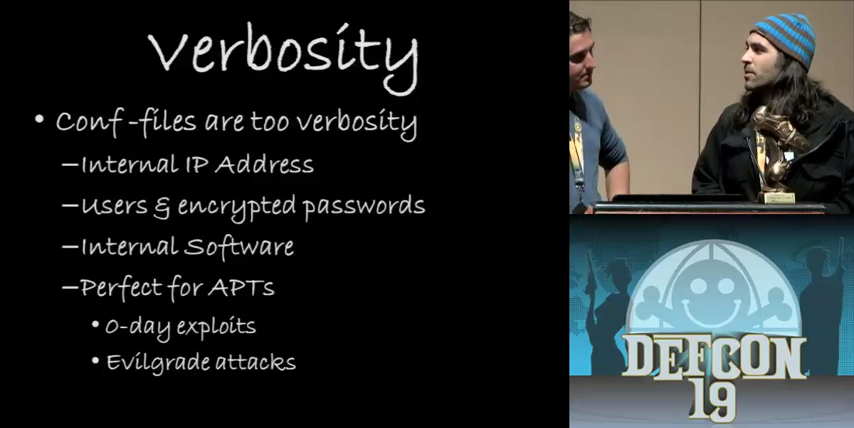 Verbosity
• Conf-files are too verbosity
–Internal IP Address
–Users & encrypted passwords
–Internal Software
–Perfect for APTs
• 0-day exploits
• Evilgrade attacks
DEFCON
19